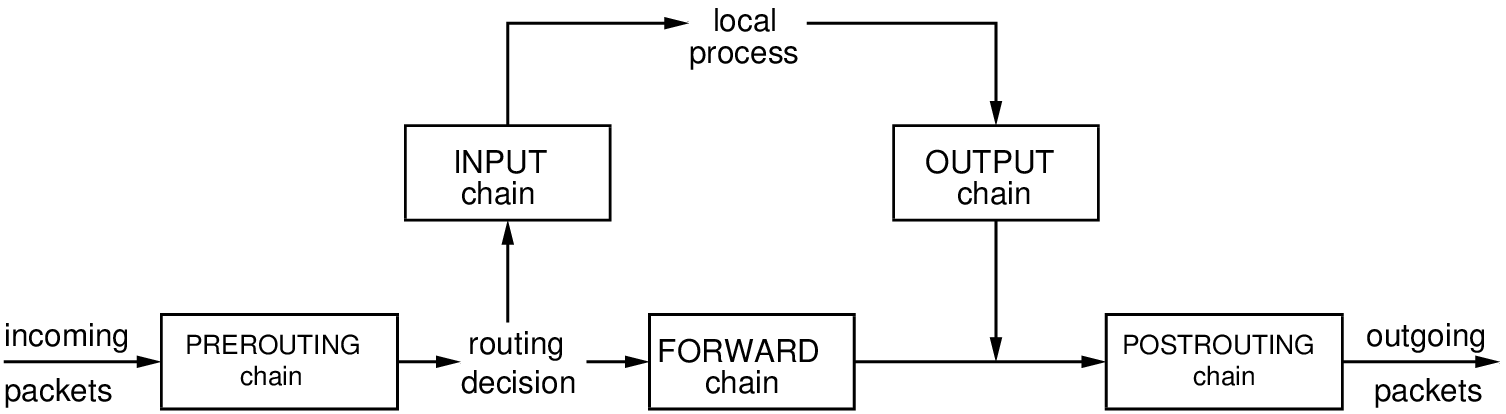 local
process
INPUT
chain
OUTPUT
chain
incoming
packets
PREROUTING
chain
routing
decision
FORWARD
chain
POSTROUTING
chain
outgoing
packets